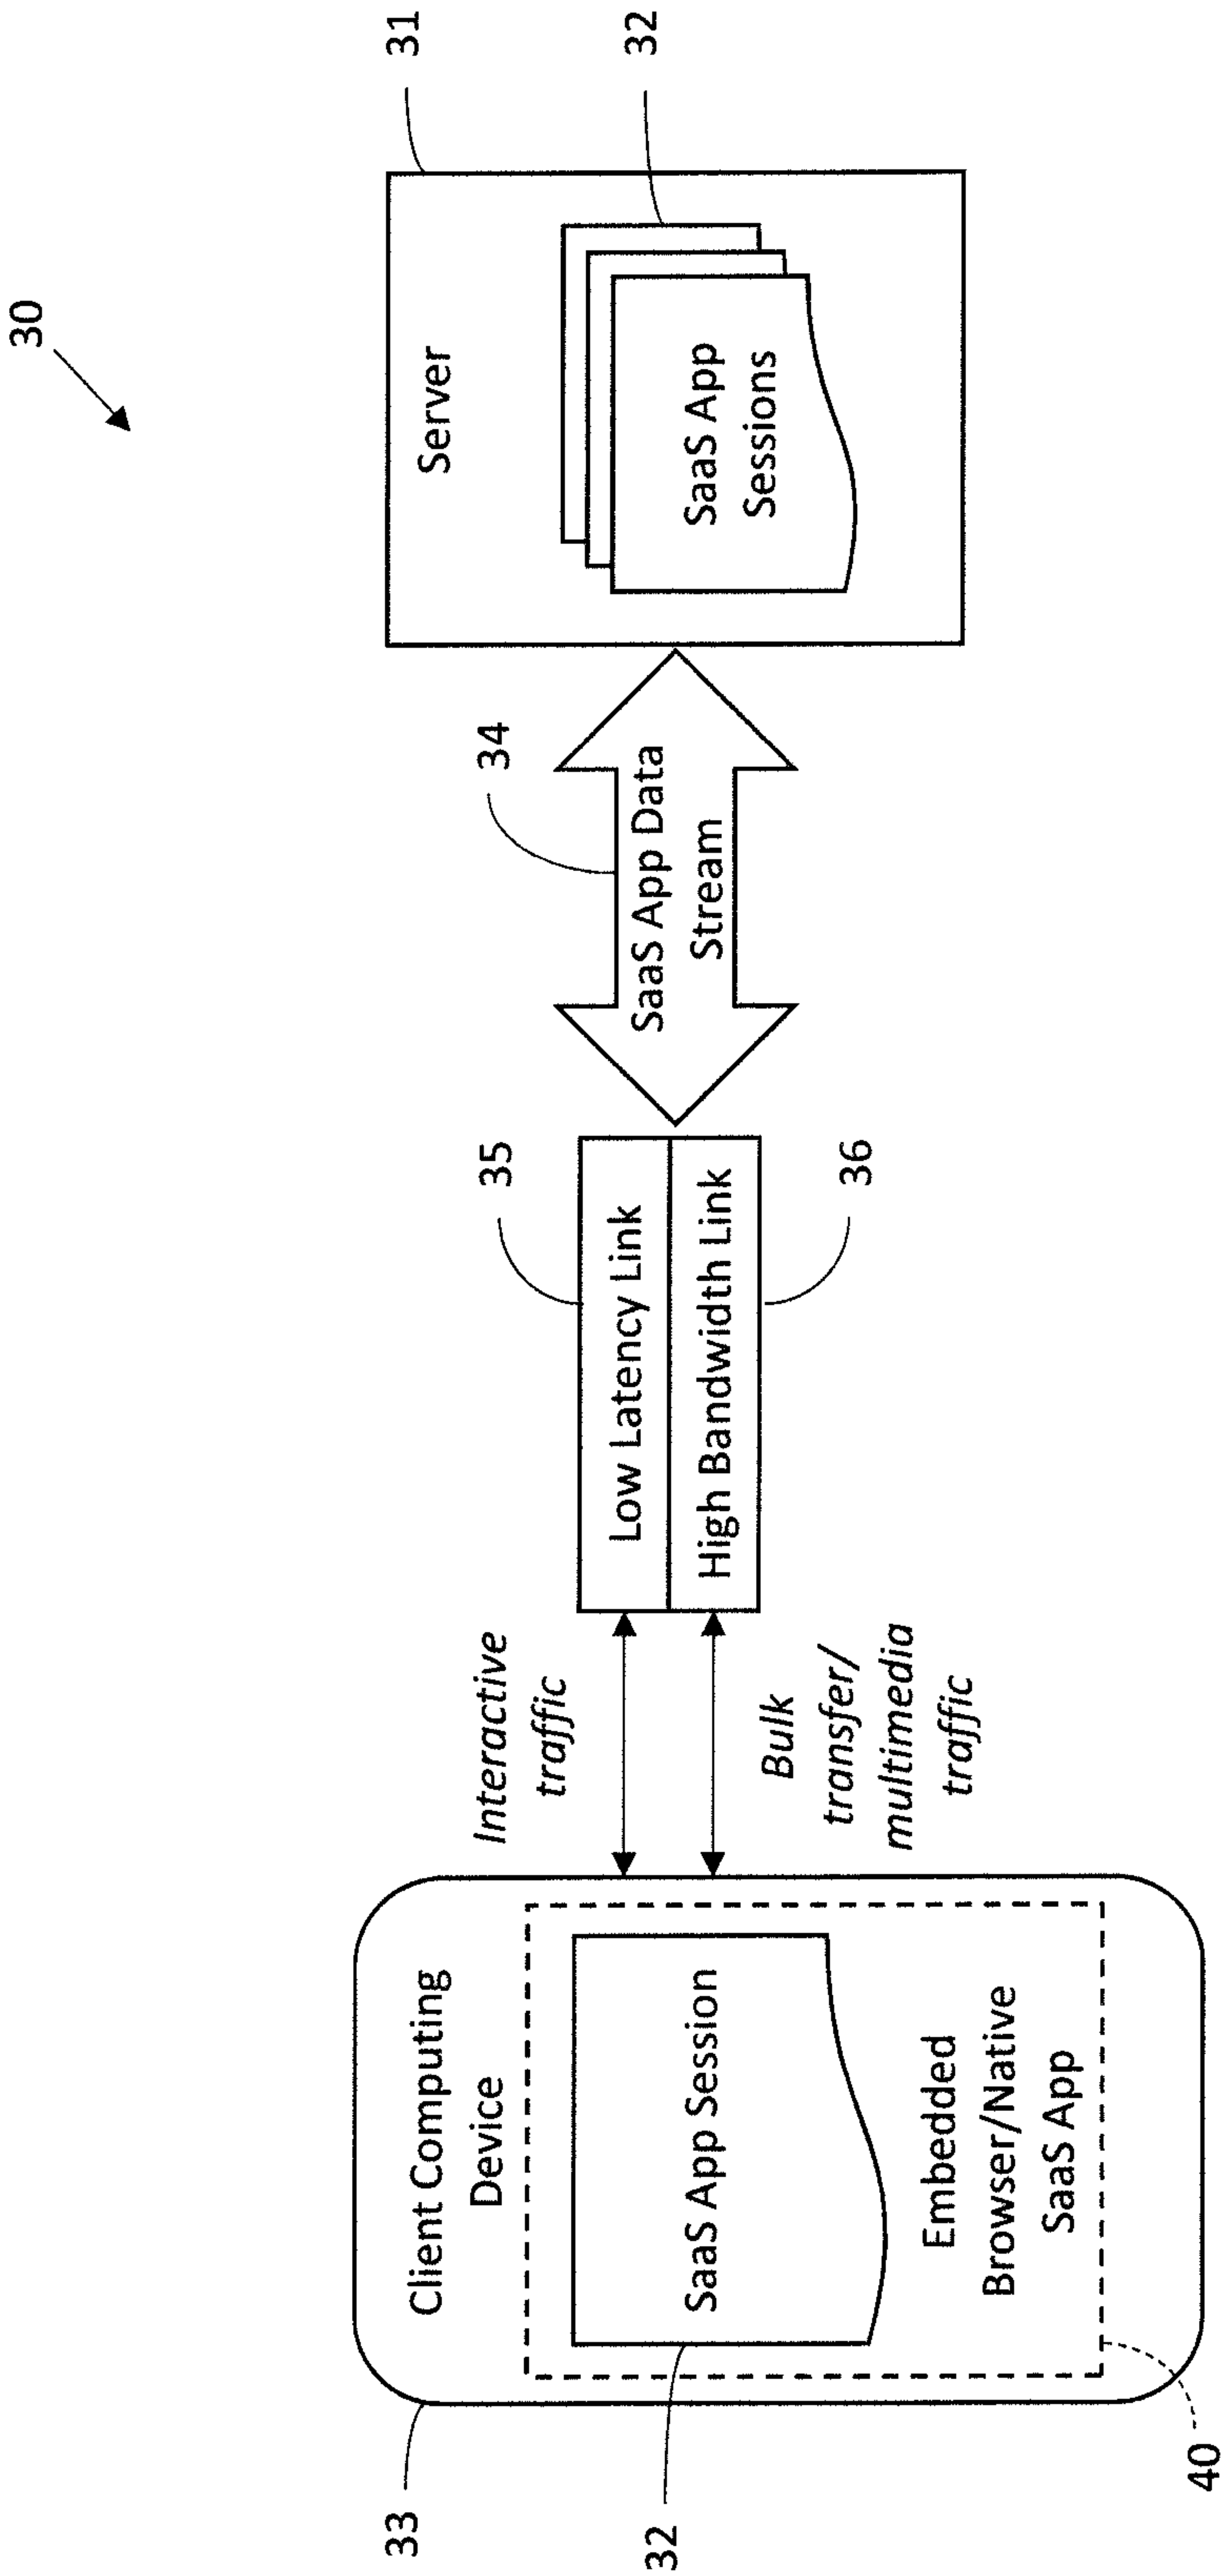 30
33
Client Computing
Device
SaaS App Session
32
Embedded
Browser/Native
SaaS App
40
Interactive
traffic
Bulk
transfer/
multimedia
traffic
35
Low Latency Link
High Bandwidth Link
36
34
SaaS App Data
Stream
31
Server
32
SaaS App
Sessions